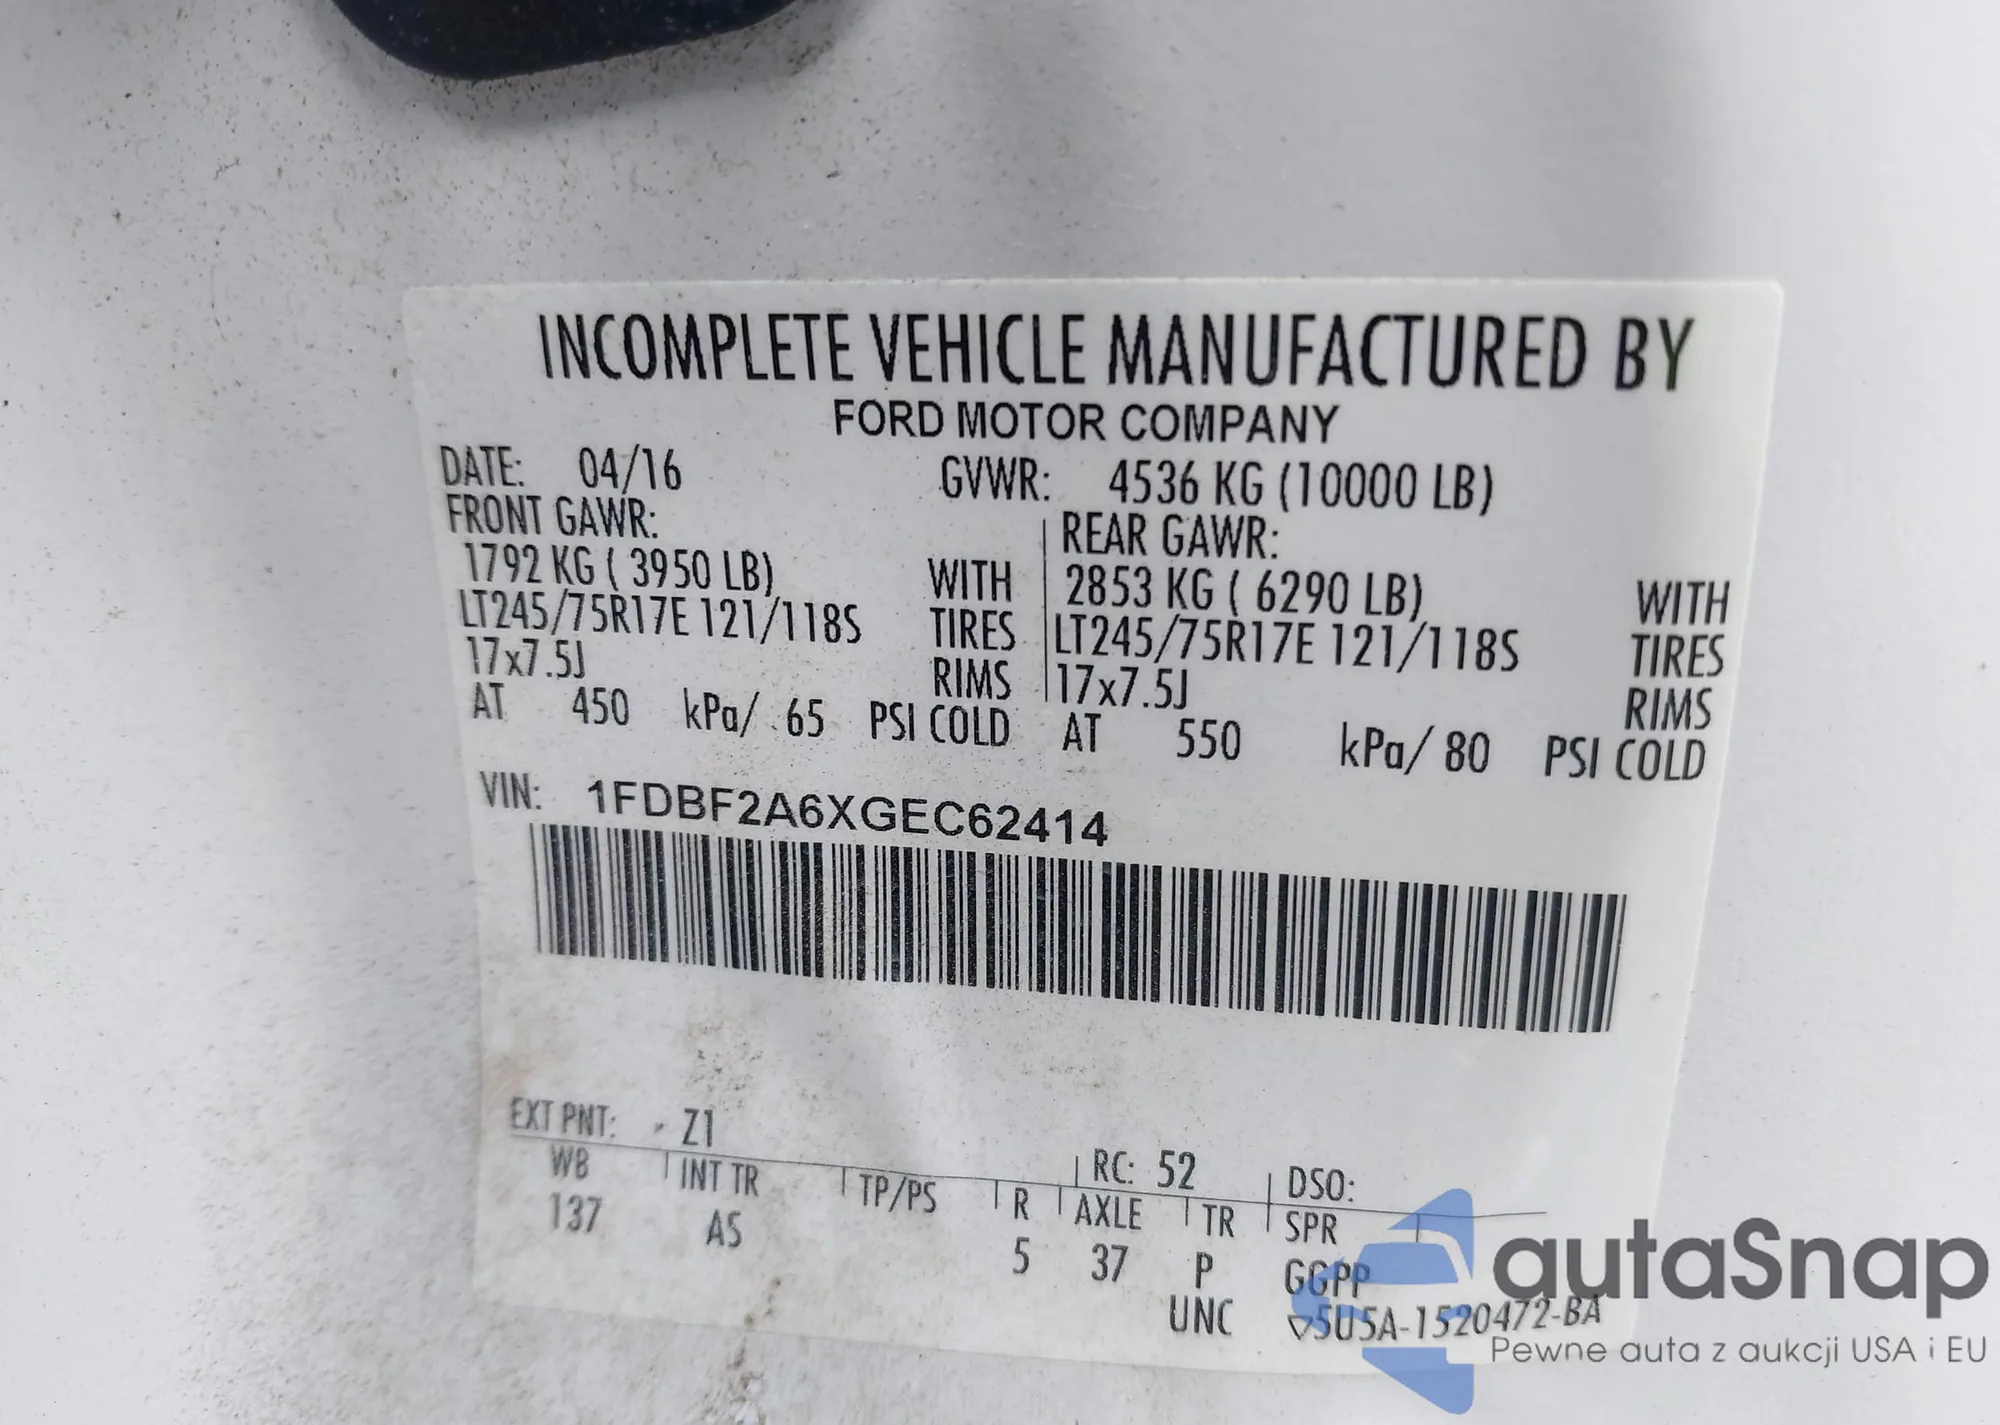 INCOMPLETE VEHICLE MANUFACTURED BY
FORD MOTOR COMPANY
DATE: 04/16 GVWR: 4536 KG (10000 LB)
FRONT GAWR: REAR GAWR:
1792 KG ( 3950 LB) WITH 2853 KG ( 6290 LB) WITH
LT245/75R17E 121/118S TIRES LT245/75R17E 121/118S TIRES
17x7.5J RIMS 17x7.5J RIMS
AT 450 kPa/ 65 PSI COLD AT 550 kPa/ 80 PSI COLD
VIN: 1FDBF2A6XGEC62414
EXT PNT: Z1 RC: 52 DSO:
WB INT TR TP/PS R AXLE TR SPR
137 AS 5 37 P GGPP
UNC ▽5U5A-1520472-BA
autaSnap
Pewne auta z aukcji USA i EU